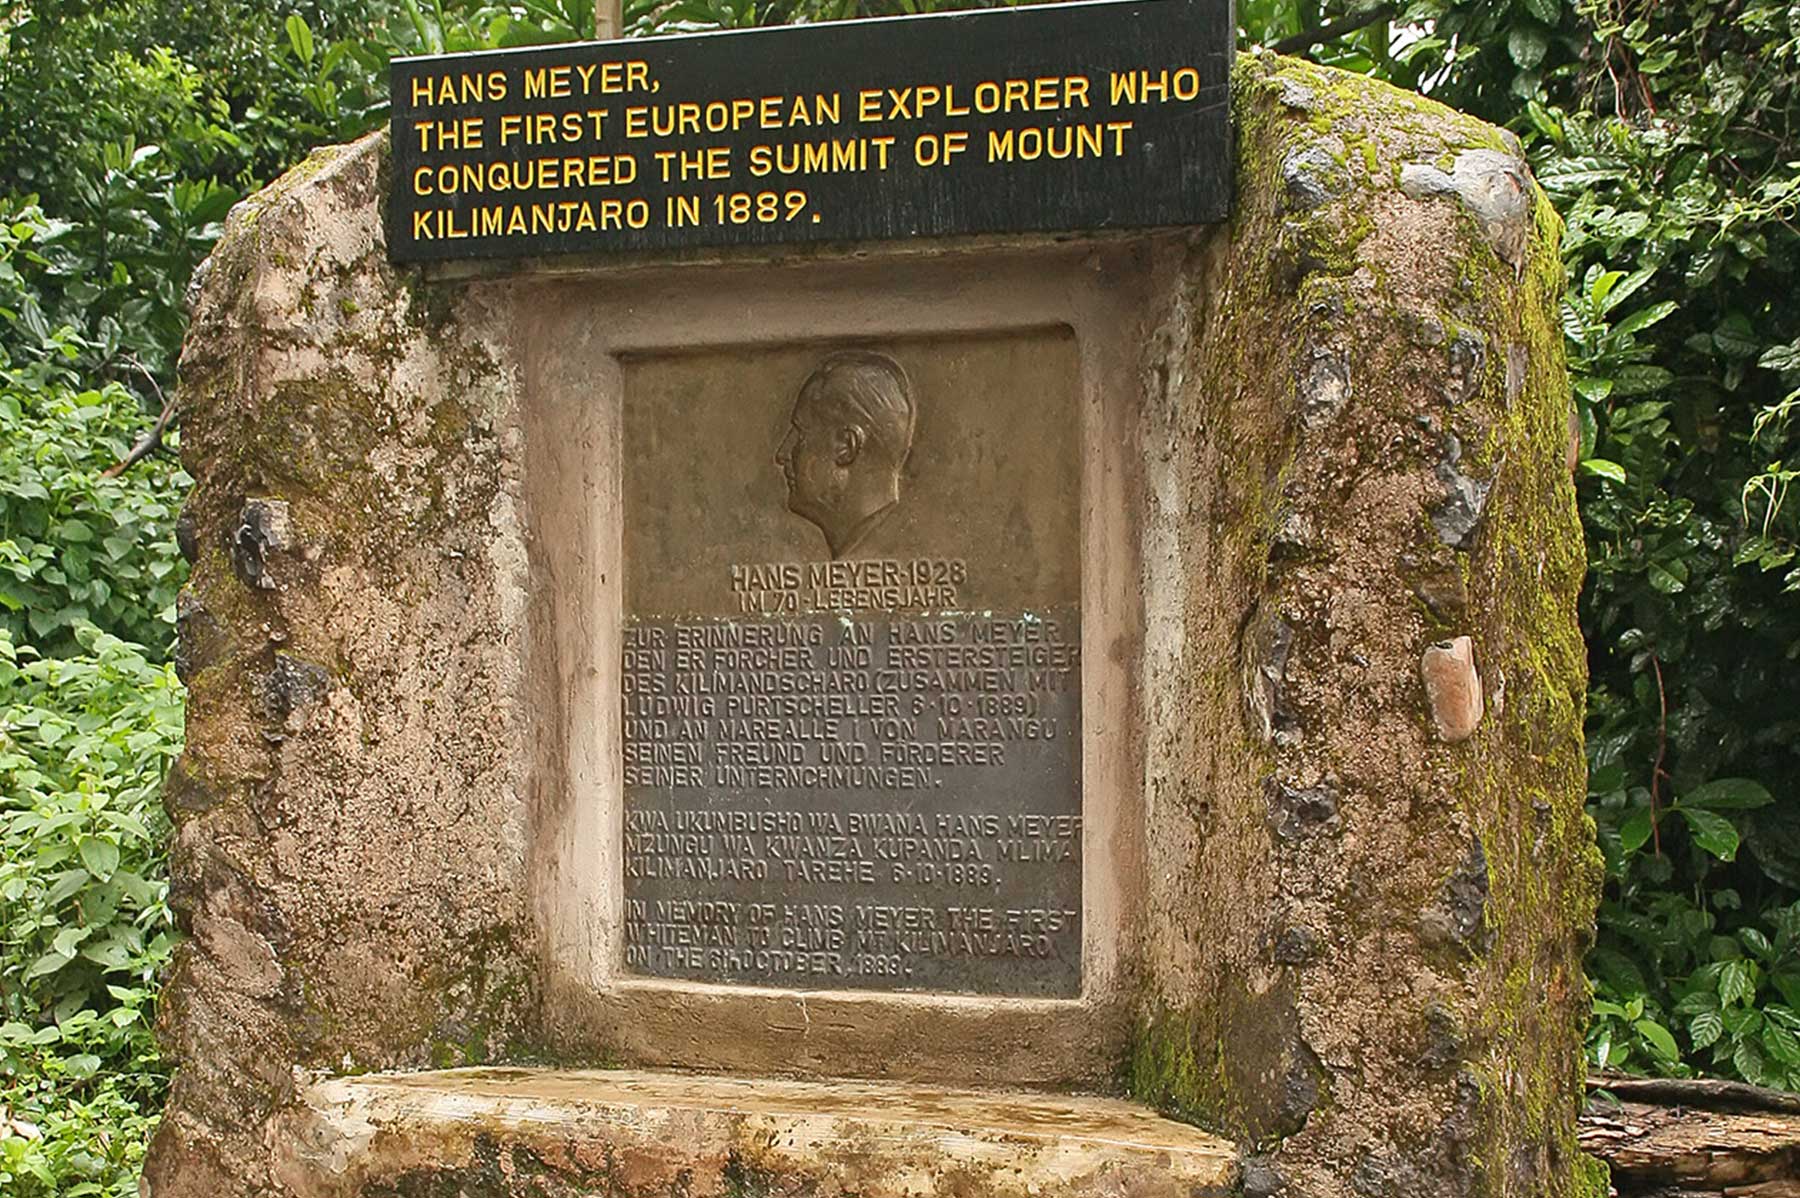 HANS MEYER,
THE FIRST EUROPEAN EXPLORER WHO
CONQUERED THE SUMMIT OF MOUNT
KILIMANJARO IN 1889.
HANS MEYER·1928
IM 70·LEBENSJAHR
ZUR ERINNERUNG AN HANS MEYER
DEN ERFORCHER UND ERSTERSTEIGER
DES KILIMANDSCHARO (ZUSAMMEN MIT
LUDWIG PURTSCHELLER 6·10·1889)
UND AN MAREALLE I VON MARANGU
SEINEN FREUND UND FÖRDERER
SEINER UNTERNCHMUNGEN.
KWA UKUMBUSHO WA BWANA HANS MEYER
MZUNGU WA KWANZA KUPANDA MLIMA
KILIMANJARO TAREHE 6·10·1889.
IN MEMORY OF HANS MEYER THE FIRST
WHITEMAN TO CLIMB MT. KILIMANJARO
ON THE 6th OCTOBER, 1889.